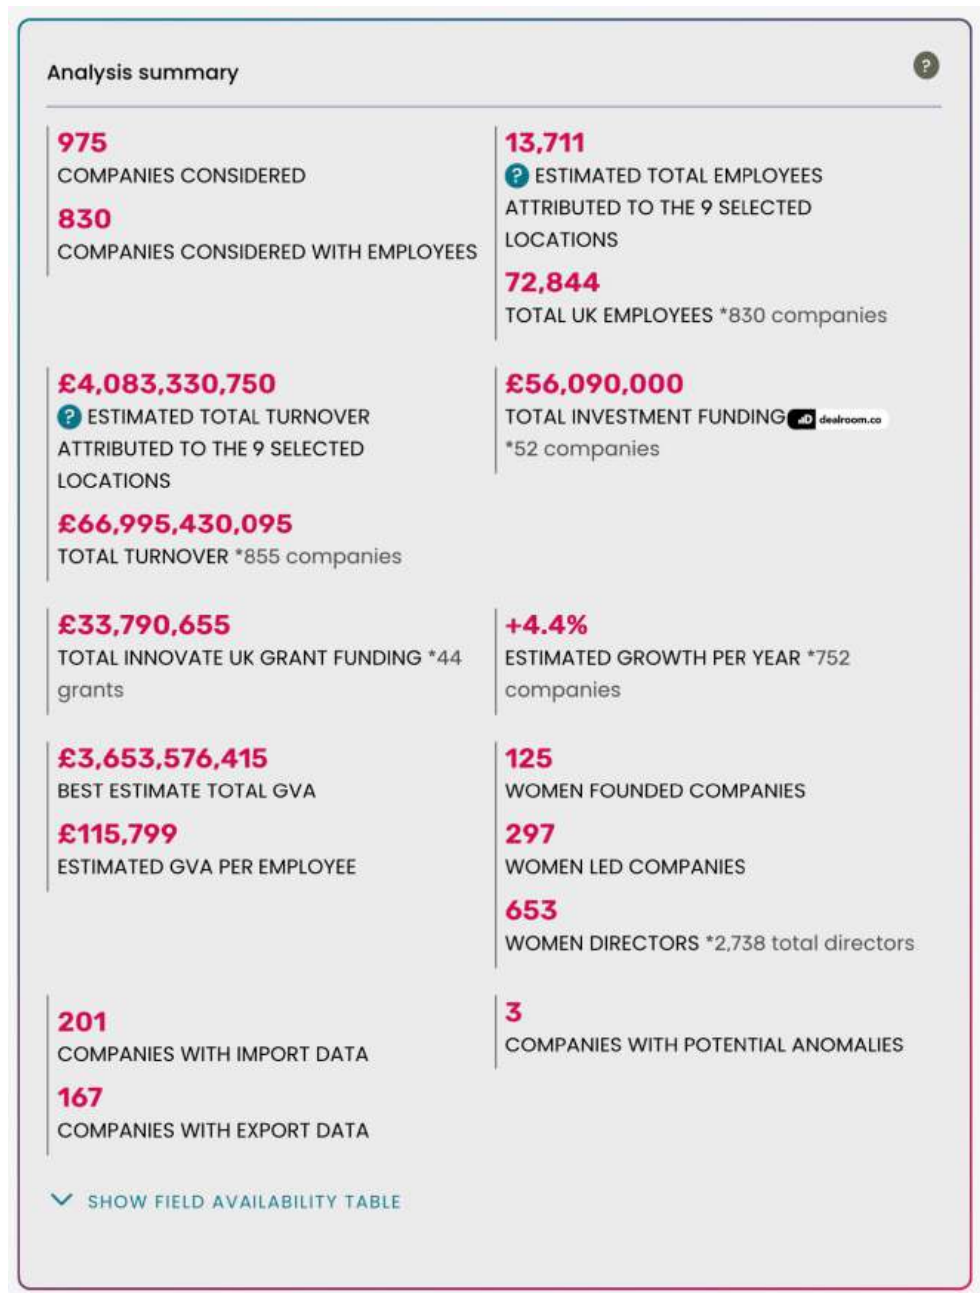 Analysis summary
?
975
COMPANIES CONSIDERED
830
COMPANIES CONSIDERED WITH EMPLOYEES
13,711
? ESTIMATED TOTAL EMPLOYEES
ATTRIBUTED TO THE 9 SELECTED
LOCATIONS
72,844
TOTAL UK EMPLOYEES *830 companies
£4,083,330,750
? ESTIMATED TOTAL TURNOVER
ATTRIBUTED TO THE 9 SELECTED
LOCATIONS
£66,995,430,095
TOTAL TURNOVER *855 companies
£56,090,000
TOTAL INVESTMENT FUNDING dealroom.co
*52 companies
£33,790,655
TOTAL INNOVATE UK GRANT FUNDING *44
grants
+4.4%
ESTIMATED GROWTH PER YEAR *752
companies
£3,653,576,415
BEST ESTIMATE TOTAL GVA
£115,799
ESTIMATED GVA PER EMPLOYEE
125
WOMEN FOUNDED COMPANIES
297
WOMEN LED COMPANIES
653
WOMEN DIRECTORS *2,738 total directors
201
COMPANIES WITH IMPORT DATA
167
COMPANIES WITH EXPORT DATA
3
COMPANIES WITH POTENTIAL ANOMALIES
SHOW FIELD AVAILABILITY TABLE